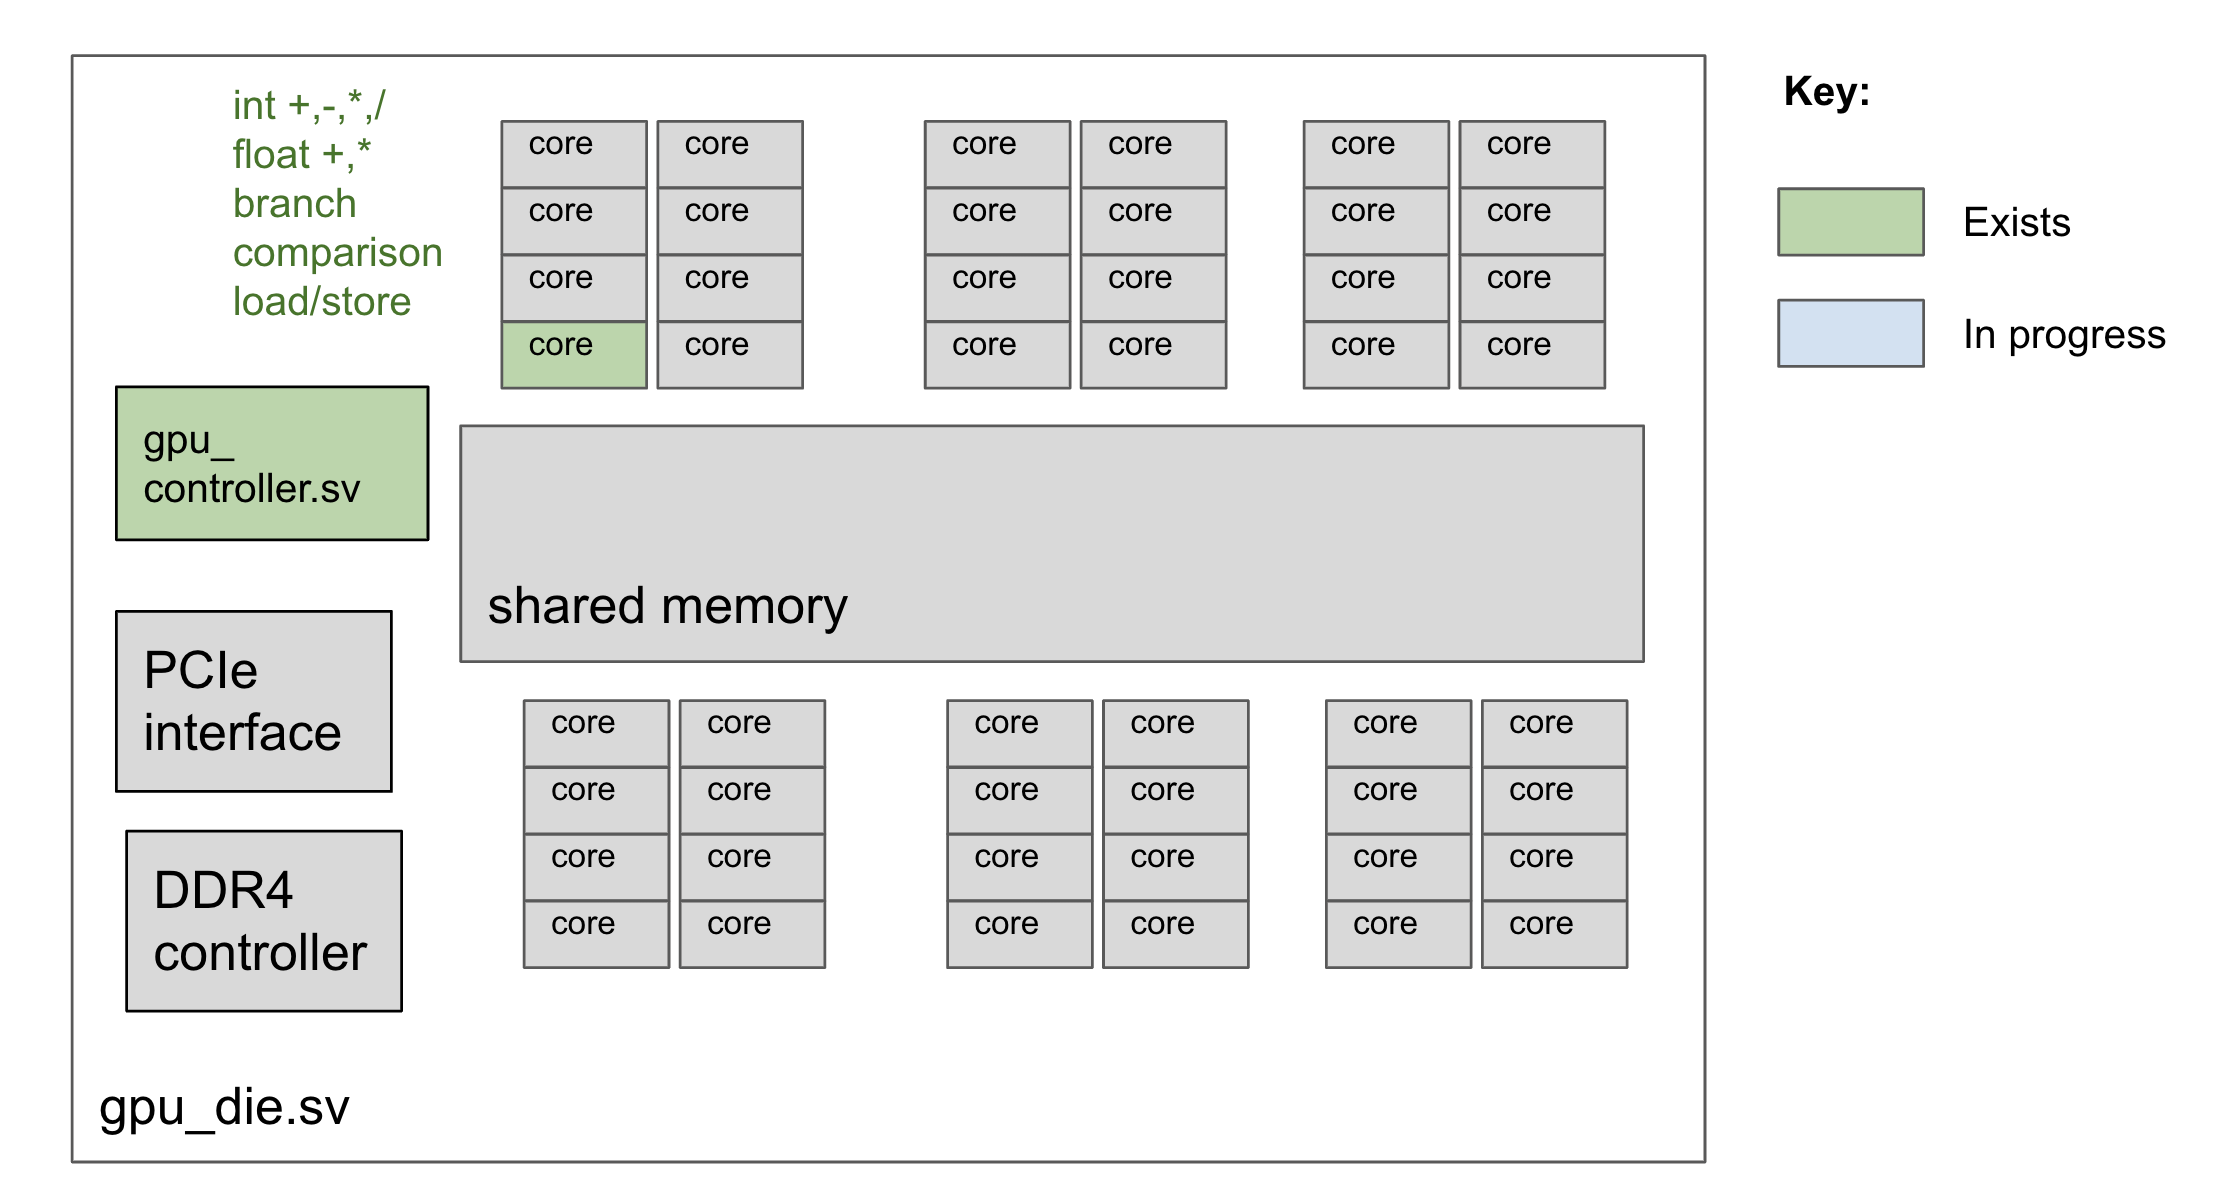 int +,-,*,/
float +,*
branch
comparison
load/store
core core core core core core
core core core core core core
core core core core core core
core core core core core core
gpu_
controller.sv
shared memory
PCIe
interface
DDR4
controller
core core core core core core
core core core core core core
core core core core core core
core core core core core core
gpu_die.sv
Key:
Exists
In progress